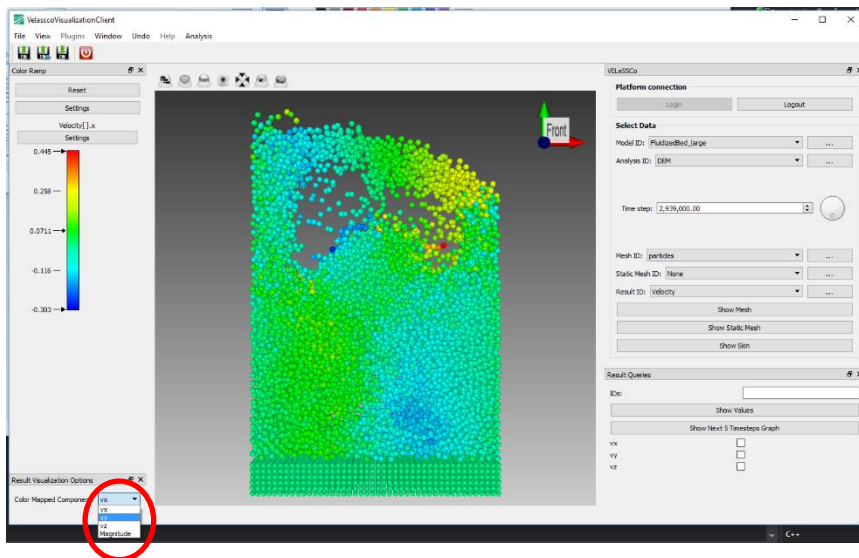 VelasscoVisualizationClient
File View Plugins Window Undo Help Analysis
Color Ramp
Reset
Settings
Velocity[ ].x
Settings
0.445
0.258
0.0711
-0.116
-0.303
Front
Result Visualization Options
Color Mapped Component: vx
vx
vy
vz
Magnitude
VELaSSCo
Platform connection
Login Logout
Select Data
Model ID: FluidizedBed_large ...
Analysis ID: DEM ...
Time step: 2,939,000.00
Mesh ID: particles ...
Static Mesh ID: None ...
Result ID: Velocity ...
Show Mesh
Show Static Mesh
Show Skin
Result Queries
IDs:
Show Values
Show Next 5 Timesteps Graph
vx
vy
vz
C++